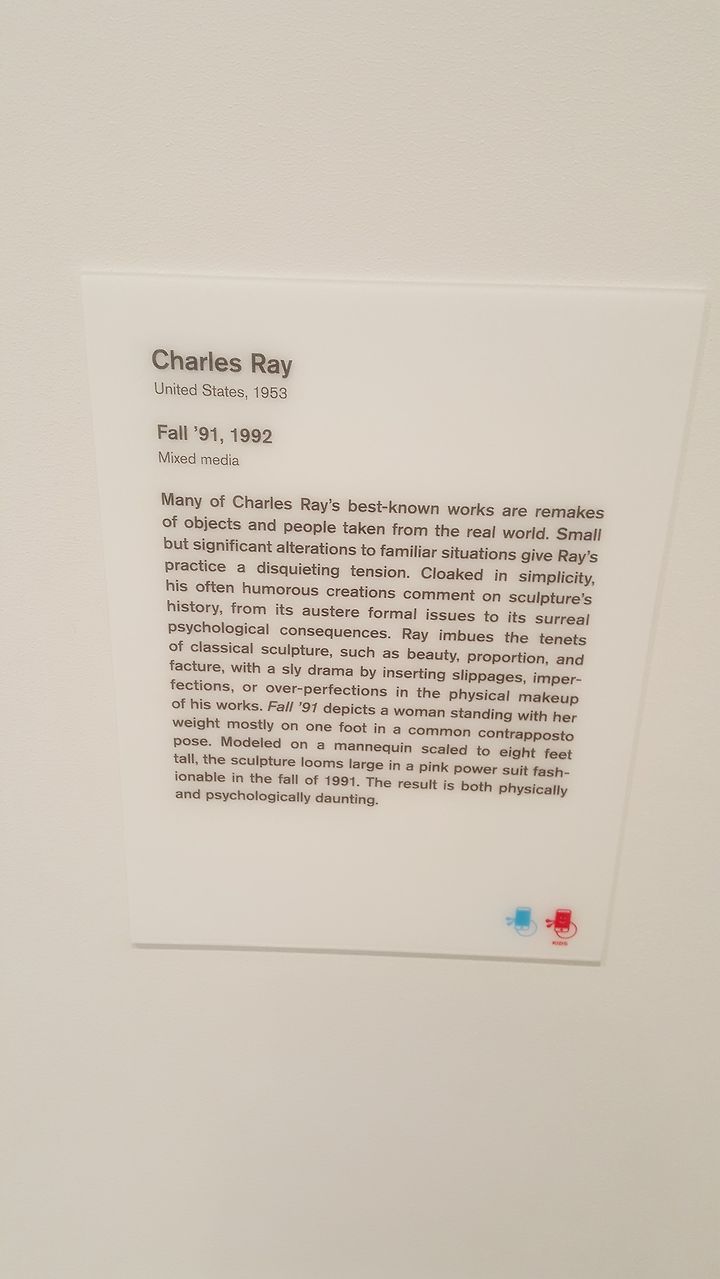 Charles Ray
United States, 1953
Fall ’91, 1992
Mixed media
Many of Charles Ray’s best-known works are remakes
of objects and people taken from the real world. Small
but significant alterations to familiar situations give Ray’s
practice a disquieting tension. Cloaked in simplicity,
his often humorous creations comment on sculpture’s
history, from its austere formal issues to its surreal
psychological consequences. Ray imbues the tenets
of classical sculpture, such as beauty, proportion, and
facture, with a sly drama by inserting slippages, imper-
fections, or over-perfections in the physical makeup
of his works. Fall ’91 depicts a woman standing with her
weight mostly on one foot in a common contrapposto
pose. Modeled on a mannequin scaled to eight feet
tall, the sculpture looms large in a pink power suit fash-
ionable in the fall of 1991. The result is both physically
and psychologically daunting.
KIDS